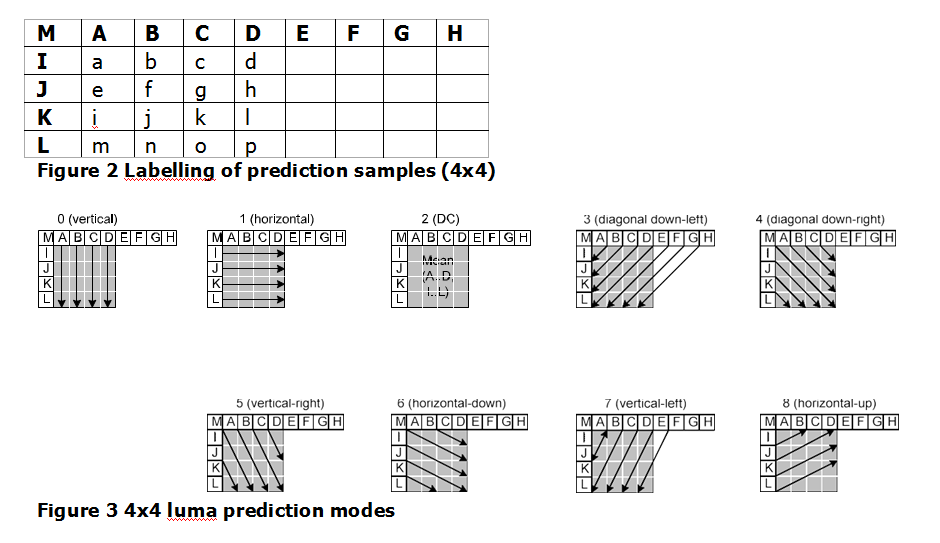 M A B C D E F G H
I a b c d
J e f g h
K i j k l
L m n o p
Figure 2 Labelling of prediction samples (4x4)
0 (vertical) 1 (horizontal) 2 (DC) 3 (diagonal down-left) 4 (diagonal down-right)
M A B C D E F G H M A B C D E F G H M A B C D E F G H M A B C D E F G H M A B C D E F G H
I I I Mean I I
J J J (A..D, J J
K K K I..L) K K
L L L L L
5 (vertical-right) 6 (horizontal-down) 7 (vertical-left) 8 (horizontal-up)
M A B C D E F G H M A B C D E F G H M A B C D E F G H M A B C D E F G H
I I I I
J J J J
K K K K
L L L L
Figure 3 4x4 luma prediction modes